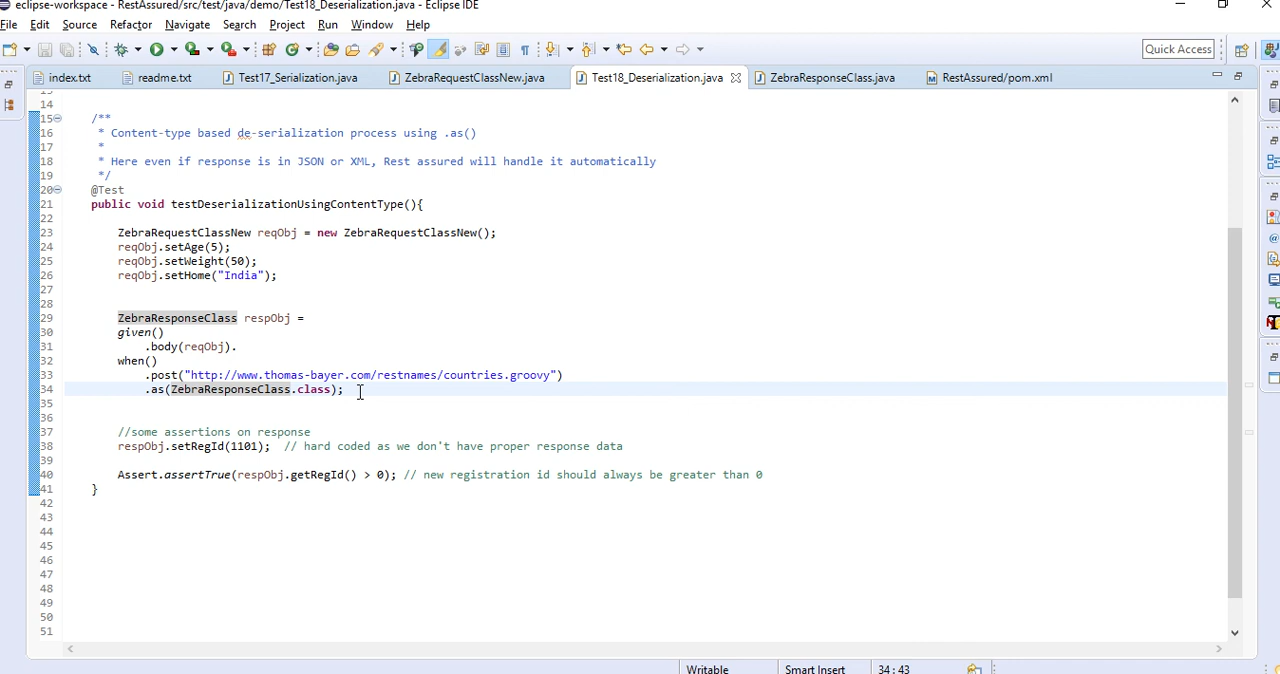 eclipse-workspace - RestAssured/src/test/java/demo/Test18_Deserialization.java - Eclipse IDE
File Edit Source Refactor Navigate Search Project Run Window Help
Quick Access
index.txt readme.txt Test17_Serialization.java ZebraRequestClassNew.java Test18_Deserialization.java ZebraResponseClass.java RestAssured/pom.xml
14
15 /**
16 * Content-type based de-serialization process using .as()
17 *
18 * Here even if response is in JSON or XML, Rest assured will handle it automatically
19 */
20 @Test
21 public void testDeserializationUsingContentType(){
22
23 ZebraRequestClassNew reqObj = new ZebraRequestClassNew();
24 reqObj.setAge(5);
25 reqObj.setWeight(50);
26 reqObj.setHome("India");
27
28
29 ZebraResponseClass respObj =
30 given()
31 .body(reqObj).
32 when()
33 .post("http://www.thomas-bayer.com/restnames/countries.groovy")
34 .as(ZebraResponseClass.class);
35
36
37 //some assertions on response
38 respObj.setRegId(1101); // hard coded as we don't have proper response data
39
40 Assert.assertTrue(respObj.getRegId() > 0); // new registration id should always be greater than 0
41 }
42
43
44
45
46
47
48
49
50
51
Writable Smart Insert 34:43